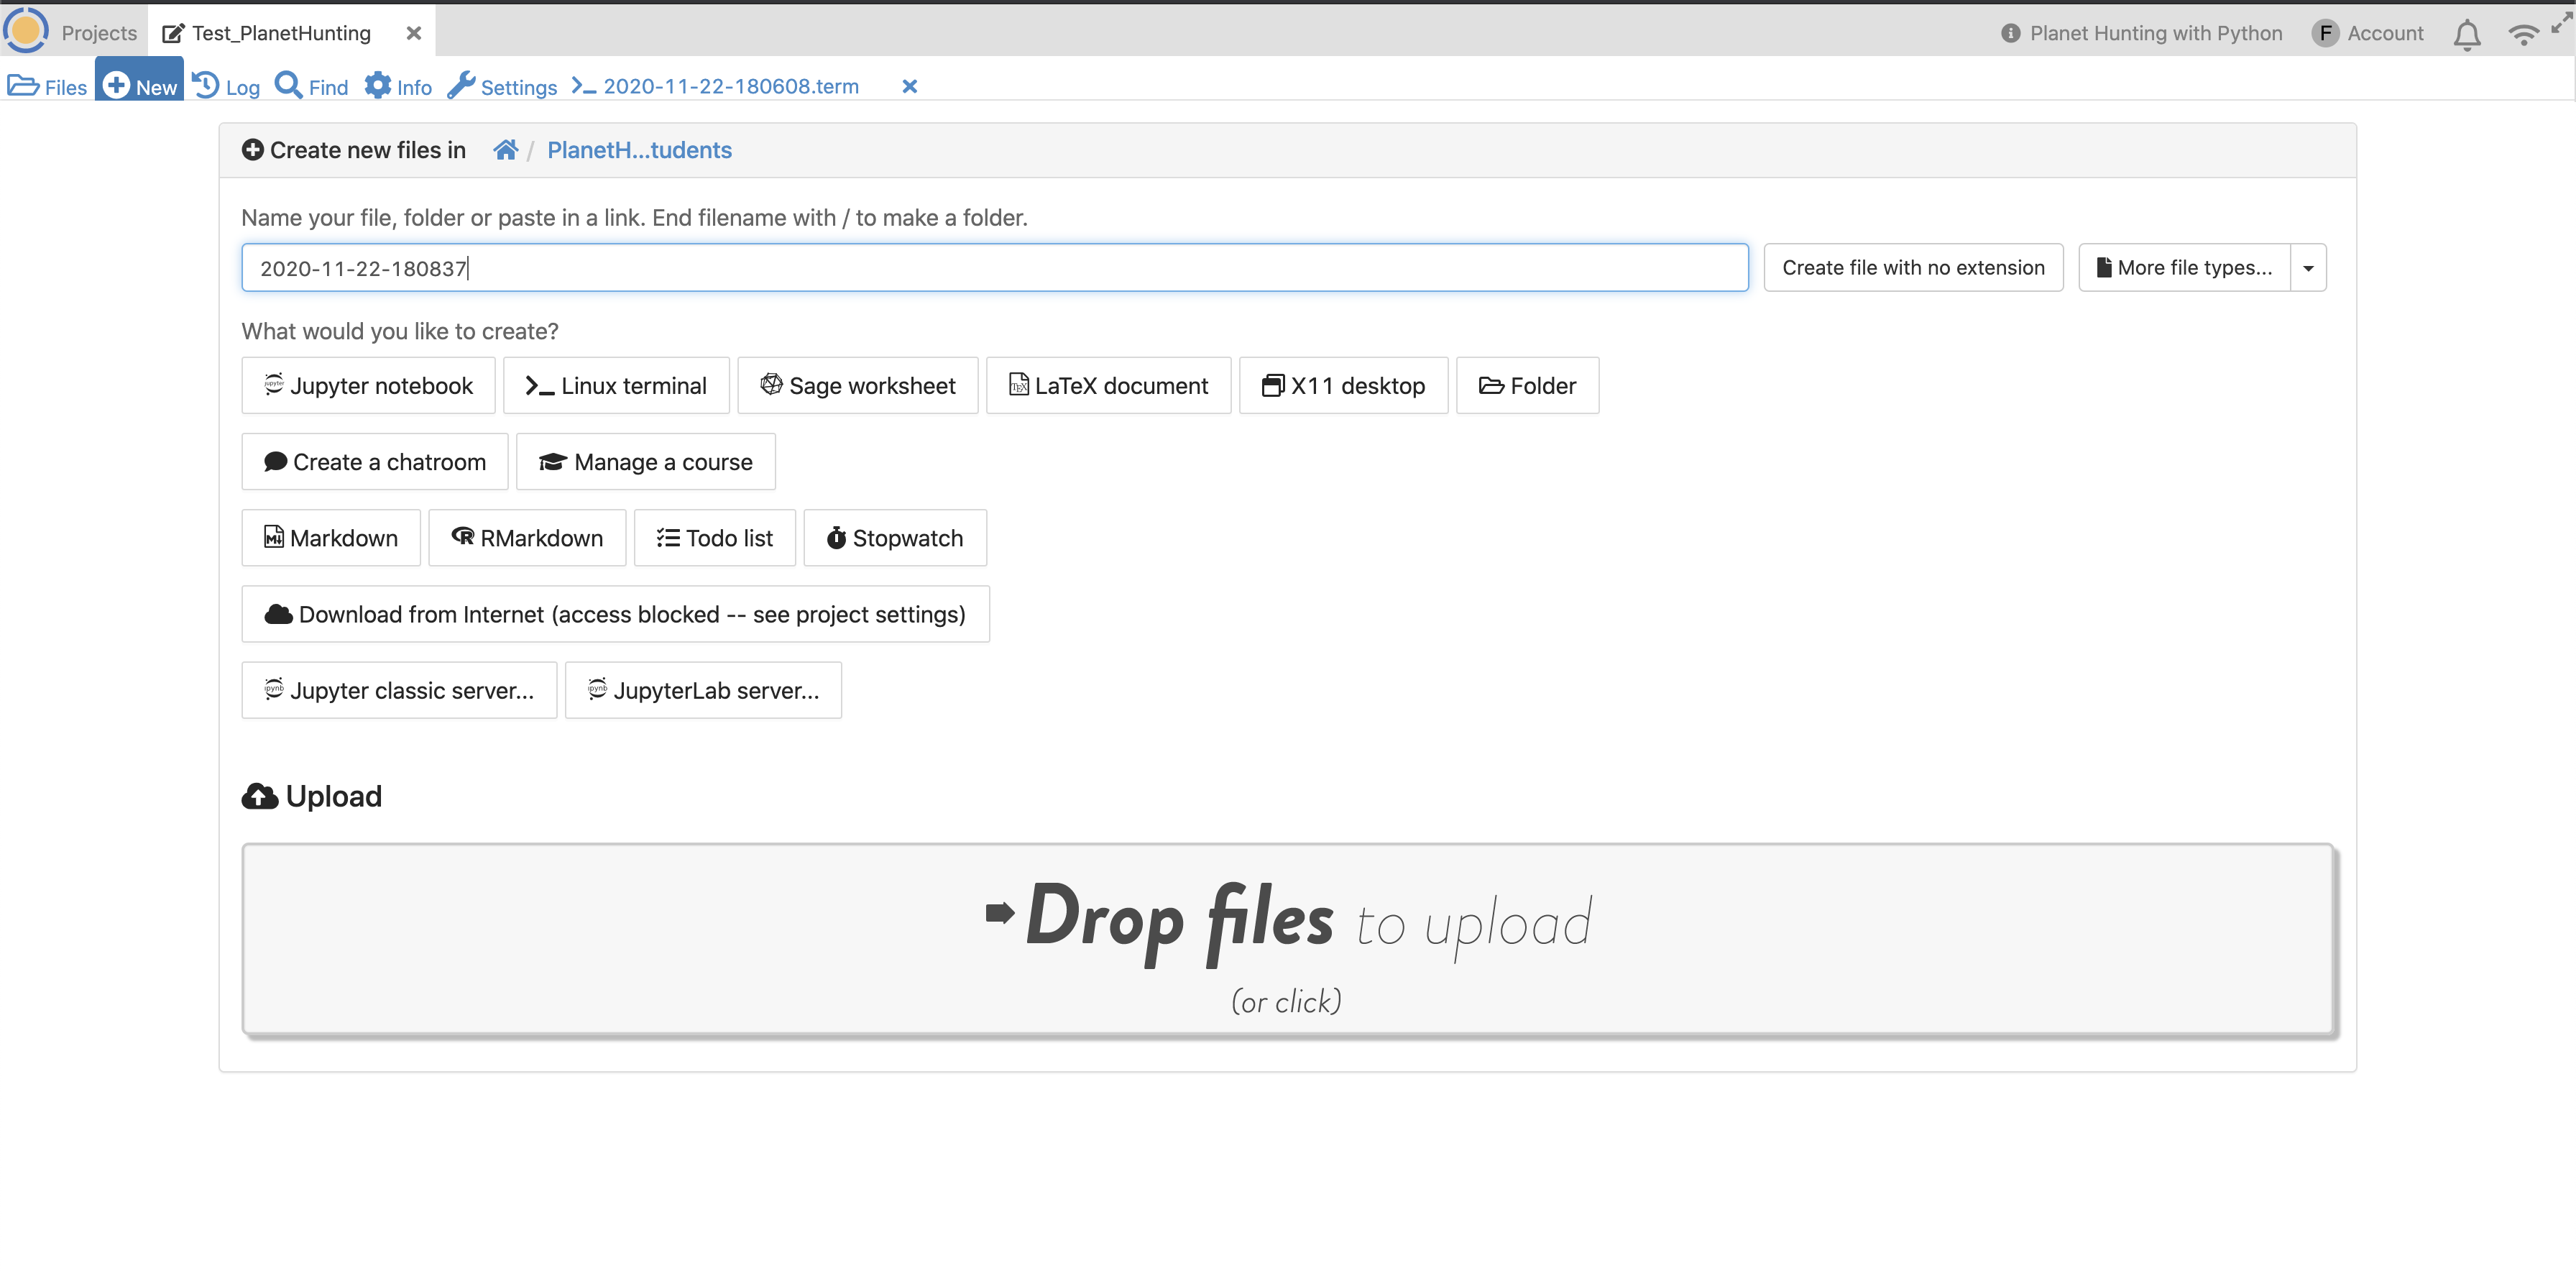 Projects Test_PlanetHunting Planet Hunting with Python F Account
Files New Log Find Info Settings 2020-11-22-180608.term
Create new files in / PlanetH...tudents
Name your file, folder or paste in a link. End filename with / to make a folder.
2020-11-22-180837 Create file with no extension More file types...
What would you like to create?
Jupyter notebook Linux terminal Sage worksheet LaTeX document X11 desktop Folder
Create a chatroom Manage a course
Markdown RMarkdown Todo list Stopwatch
Download from Internet (access blocked -- see project settings)
Jupyter classic server... JupyterLab server...
Upload
Drop files to upload
(or click)